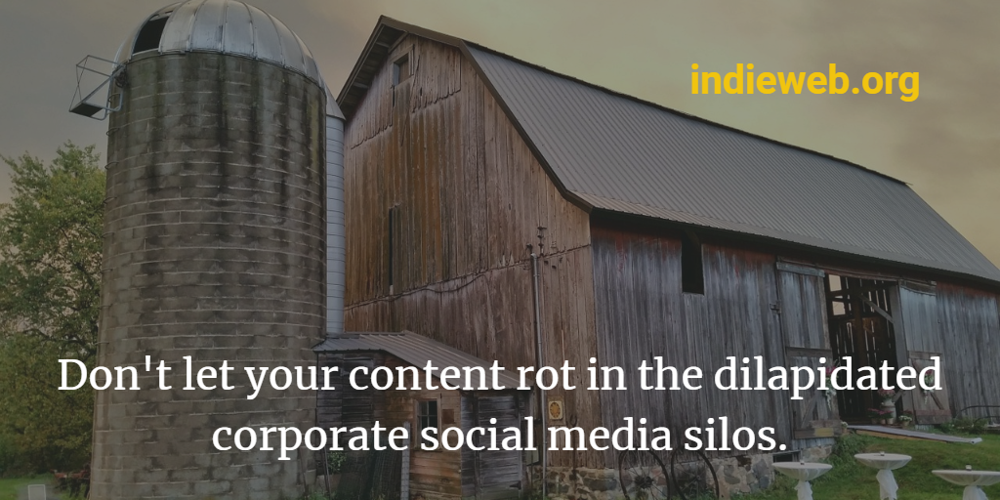 indieweb.org
Don't let your content rot in the dilapidated
corporate social media silos.